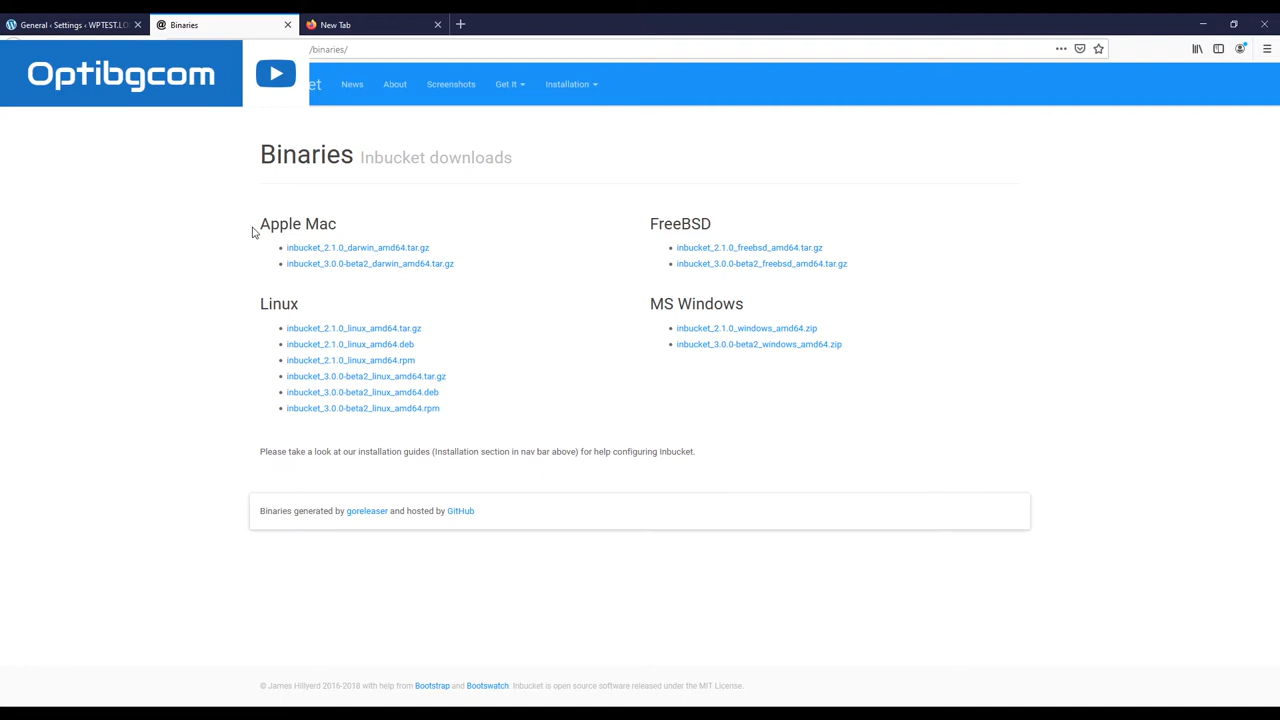 General ‹ Settings ‹ WPTEST.LO
Binaries
New Tab
/binaries/
Optibgcom
et
News
About
Screenshots
Get It
Installation
Binaries Inbucket downloads
Apple Mac
inbucket_2.1.0_darwin_amd64.tar.gz
inbucket_3.0.0-beta2_darwin_amd64.tar.gz
FreeBSD
inbucket_2.1.0_freebsd_amd64.tar.gz
inbucket_3.0.0-beta2_freebsd_amd64.tar.gz
Linux
inbucket_2.1.0_linux_amd64.tar.gz
inbucket_2.1.0_linux_amd64.deb
inbucket_2.1.0_linux_amd64.rpm
inbucket_3.0.0-beta2_linux_amd64.tar.gz
inbucket_3.0.0-beta2_linux_amd64.deb
inbucket_3.0.0-beta2_linux_amd64.rpm
MS Windows
inbucket_2.1.0_windows_amd64.zip
inbucket_3.0.0-beta2_windows_amd64.zip
Please take a look at our installation guides (Installation section in nav bar above) for help configuring Inbucket.
Binaries generated by goreleaser and hosted by GitHub
© James Hillyerd 2016-2018 with help from Bootstrap and Bootswatch. Inbucket is open source software released under the MIT License.